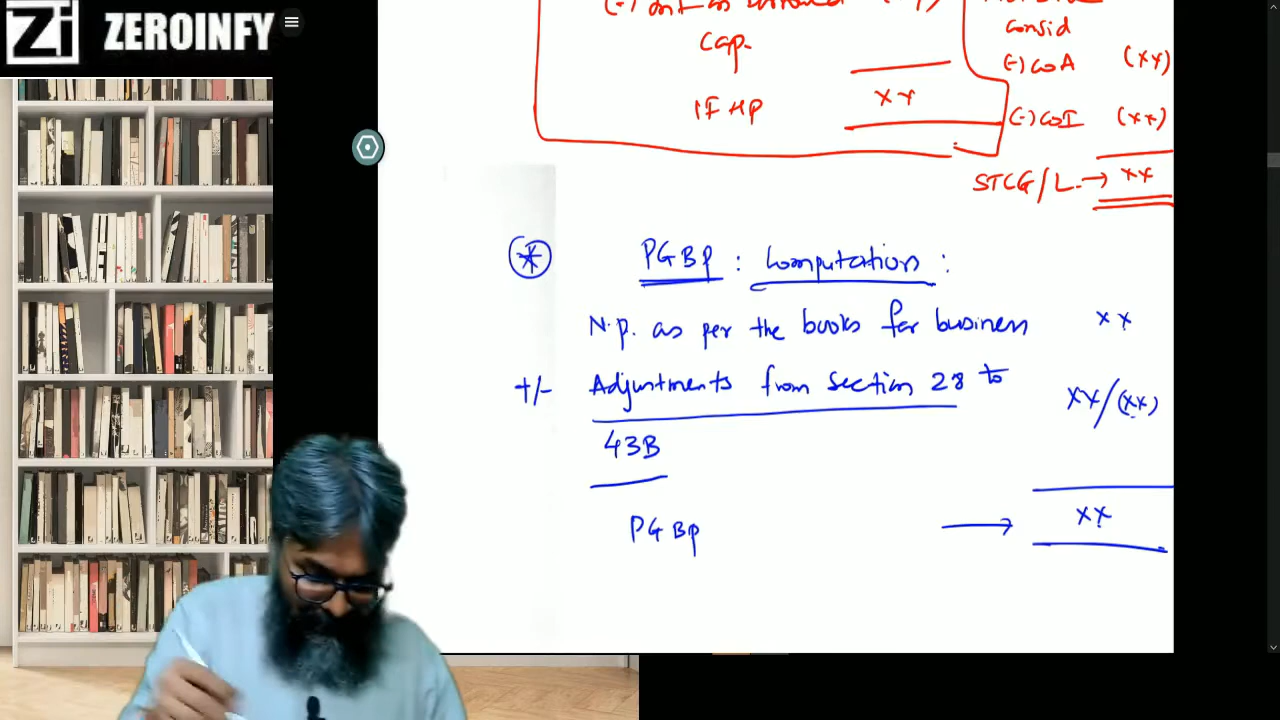 Zi ZEROINFY
Cap.
IFHP XX
consid
(-) COA (XX)
(-) COI (XX)
STCG/L. → XX
* PGBP : Computation :
N.p. as per the books for business XX
+/- Adjustments from section 28 to XX/(XX)
43B
PGBP → XX